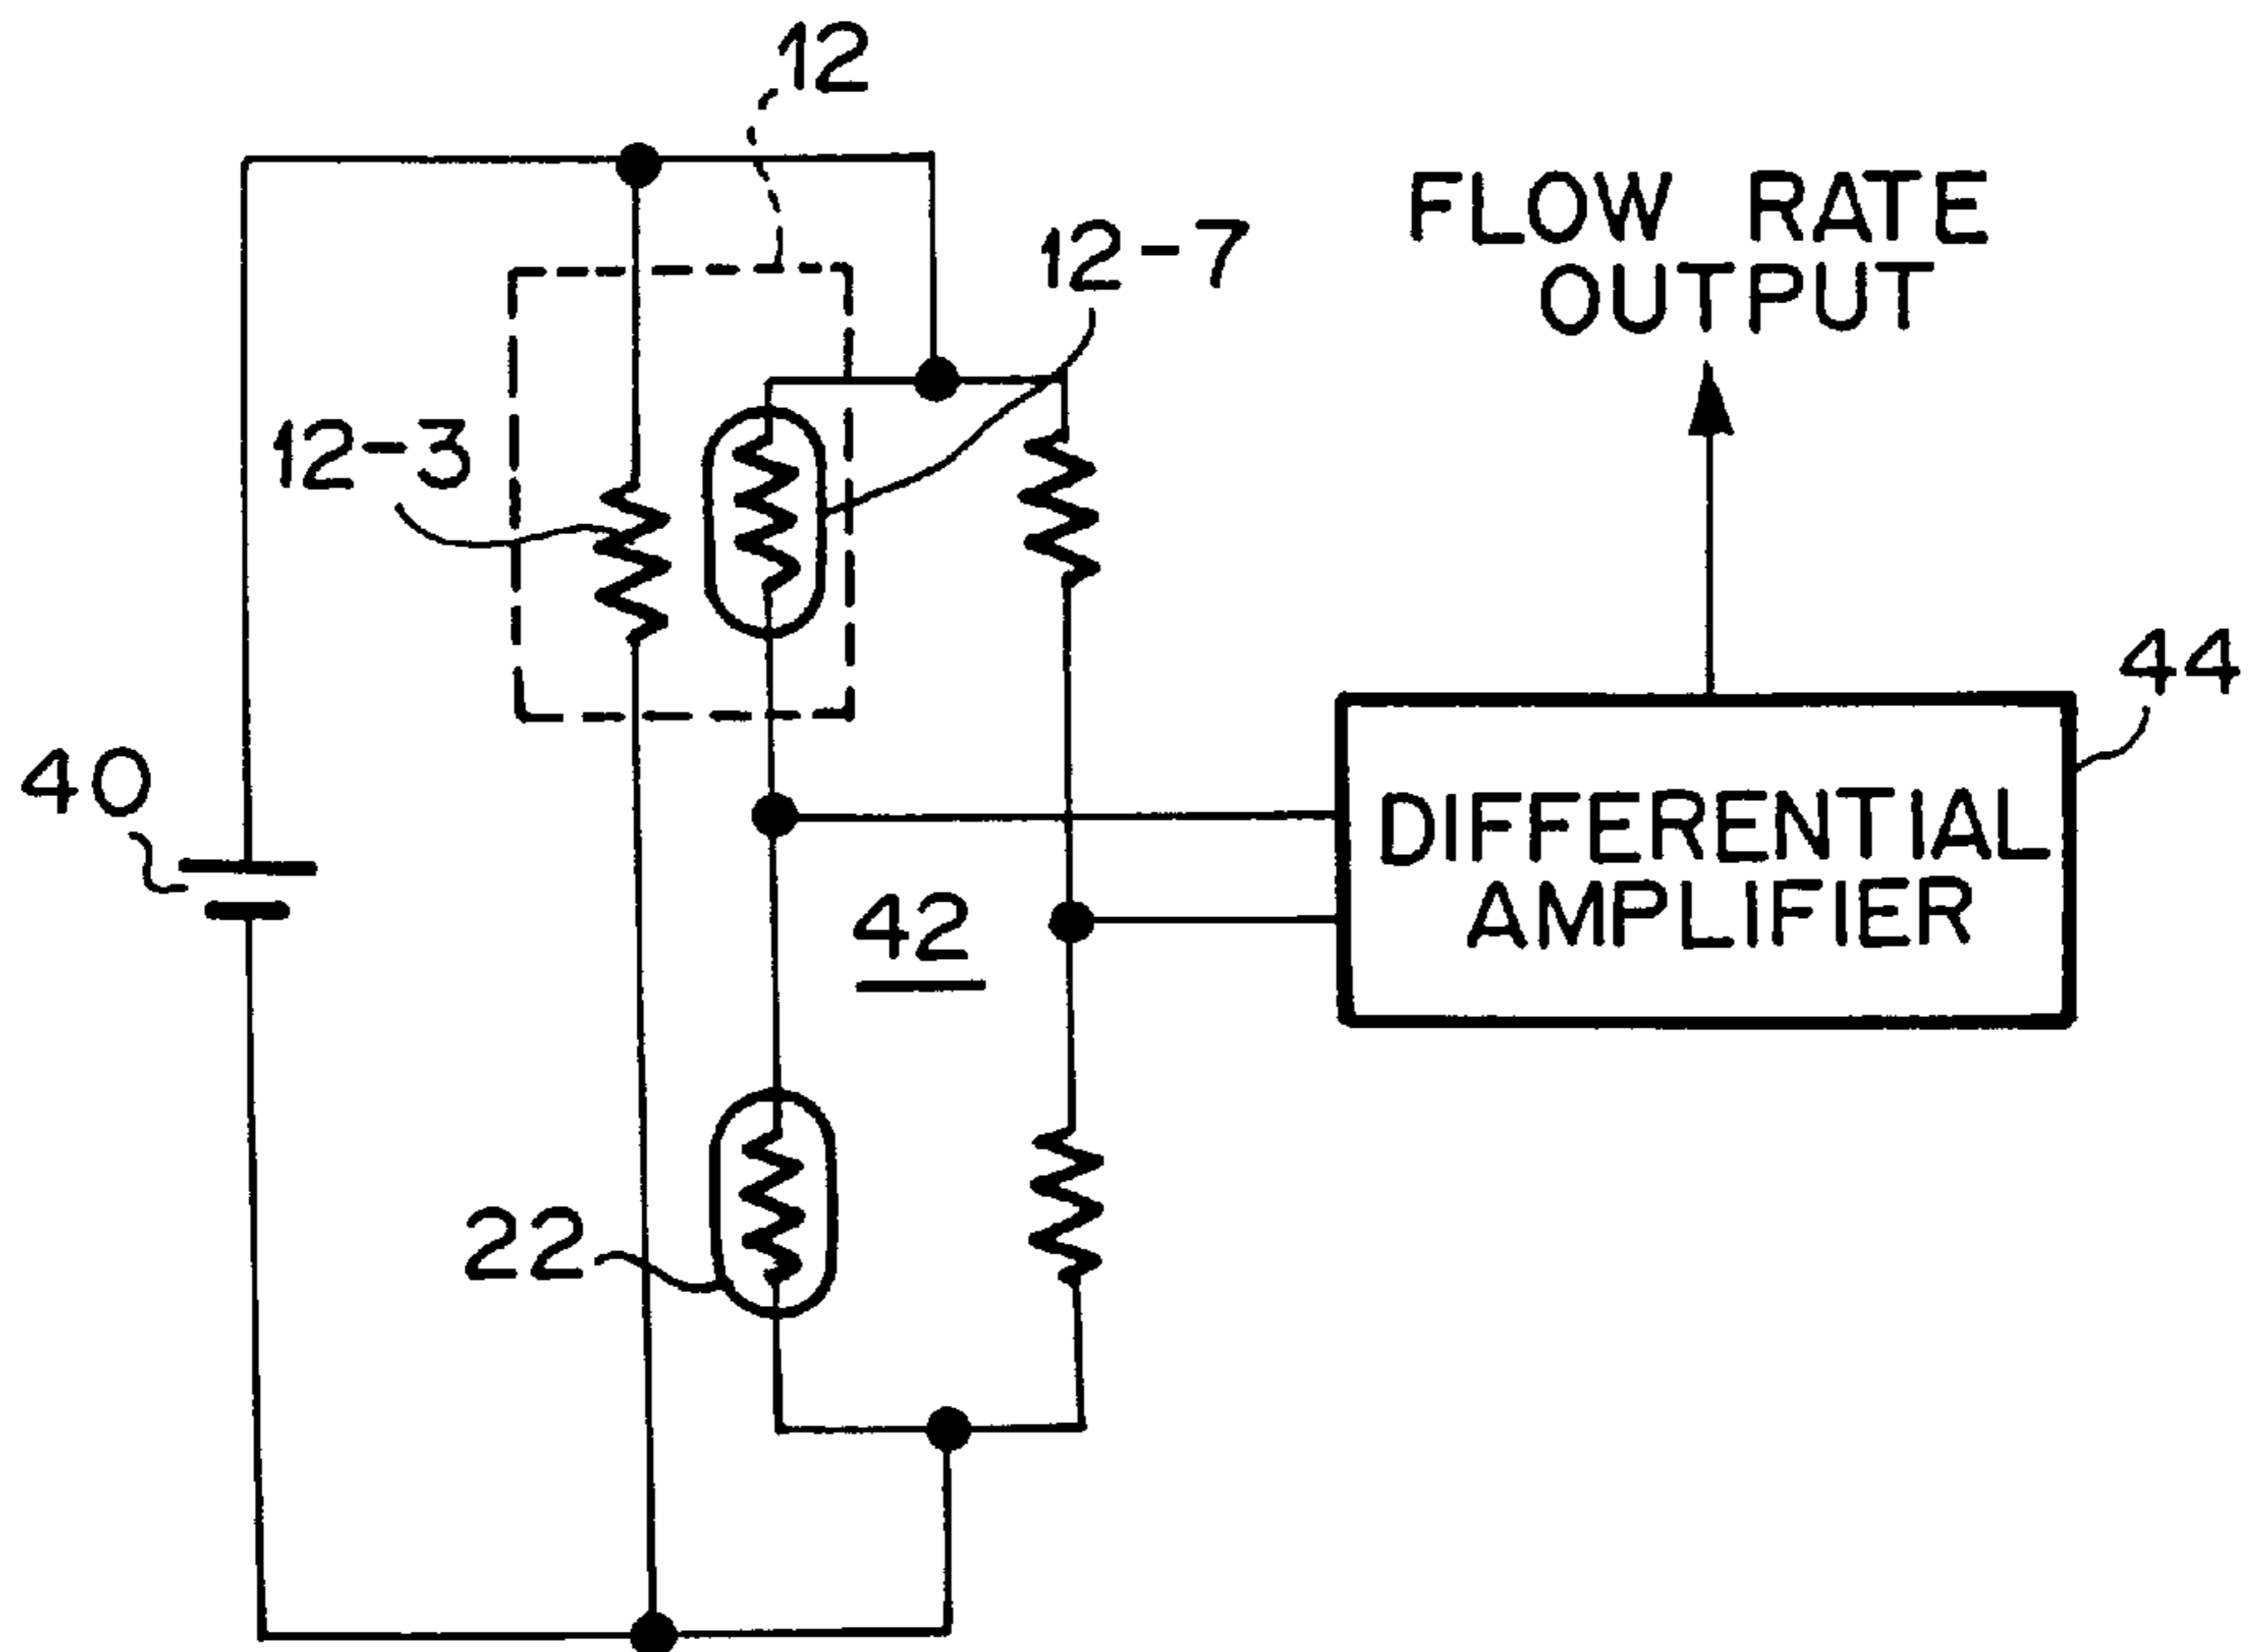 12
12-7
FLOW RATE
OUTPUT
12-3
44
40
DIFFERENTIAL
AMPLIFIER
42
22